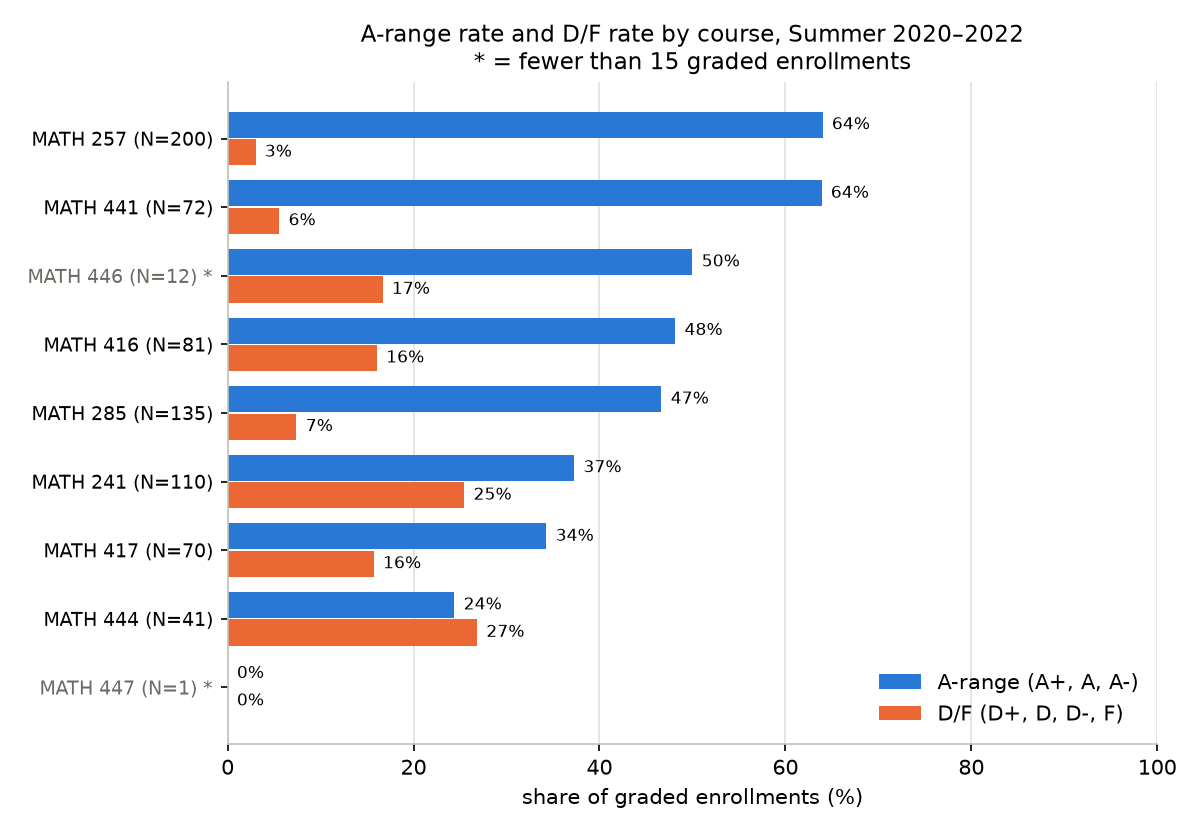 A-range rate and D/F rate by course, Summer 2020–2022
* = fewer than 15 graded enrollments
MATH 257 (N=200)
64%
3%
MATH 441 (N=72)
64%
6%
MATH 446 (N=12) *
50%
17%
MATH 416 (N=81)
48%
16%
MATH 285 (N=135)
47%
7%
MATH 241 (N=110)
37%
25%
MATH 417 (N=70)
34%
16%
MATH 444 (N=41)
24%
27%
MATH 447 (N=1) *
0%
0%
A-range (A+, A, A-)
D/F (D+, D, D-, F)
0 20 40 60 80 100
share of graded enrollments (%)